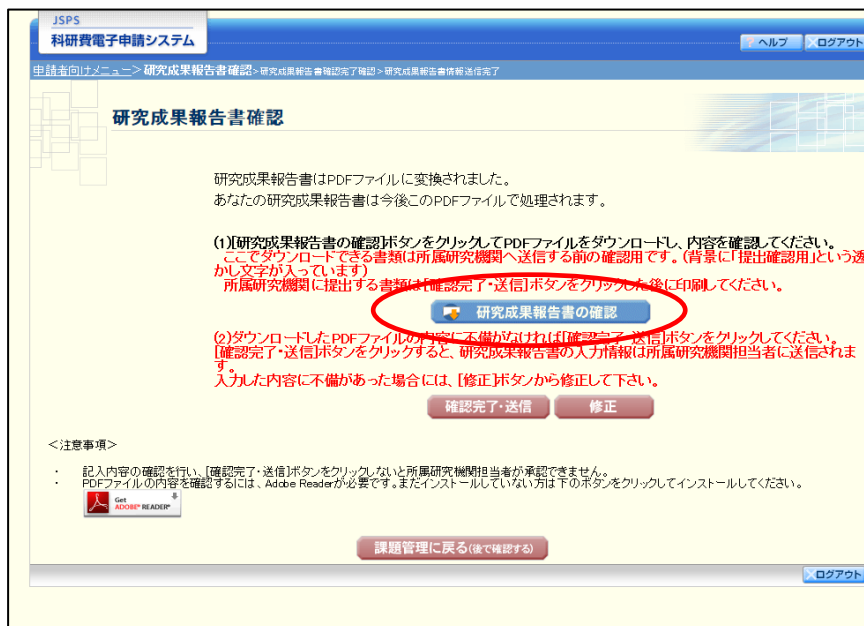 JSPS
科研費電子申請システム
ヘルプ
ログアウト
申請者向けメニュー>研究成果報告書確認>研究成果報告書確認完了確認>研究成果報告書情報送信完了
研究成果報告書確認
研究成果報告書はPDFファイルに変換されました。
あなたの研究成果報告書は今後このPDFファイルで処理されます。
(1)[研究成果報告書の確認]ボタンをクリックしてPDFファイルをダウンロードし、内容を確認してください。
ここでダウンロードできる書類は所属研究機関へ送信する前の確認用です。(背景に「提出確認用」という透
かし文字が入っています)
所属研究機関に提出する書類は[確認完了・送信]ボタンをクリックした後に印刷してください。
研究成果報告書の確認
(2)ダウンロードしたPDFファイルの内容に不備がなければ[確認完了・送信]ボタンをクリックしてください。
[確認完了・送信]ボタンをクリックすると、研究成果報告書の入力情報は所属研究機関担当者に送信されま
す。
入力した内容に不備があった場合には、[修正]ボタンから修正して下さい。
確認完了・送信
修正
<注意事項>
・ 記入内容の確認を行い、[確認完了・送信]ボタンをクリックしないと所属研究機関担当者が承認できません。
・ PDFファイルの内容を確認するには、Adobe Readerが必要です。まだインストールしていない方は下のボタンをクリックしてインストールしてください。
Get
ADOBE® READER®
課題管理に戻る(後で確認する)
ログアウト